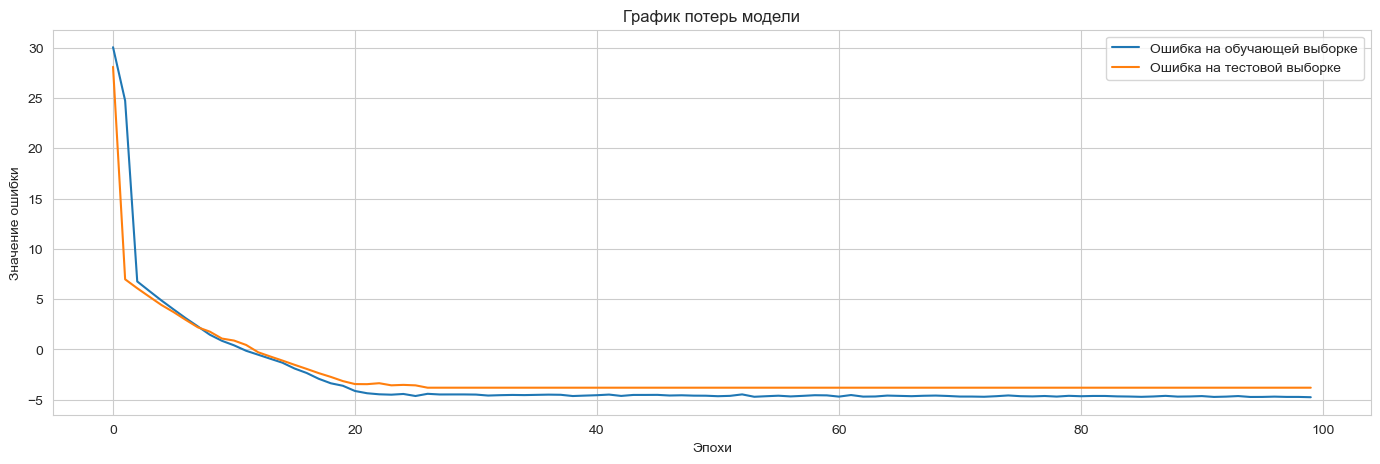 График потерь модели
Ошибка на обучающей выборке
Ошибка на тестовой выборке
Значение ошибки
30
25
20
15
10
5
0
−5
0 20 40 60 80 100
Эпохи